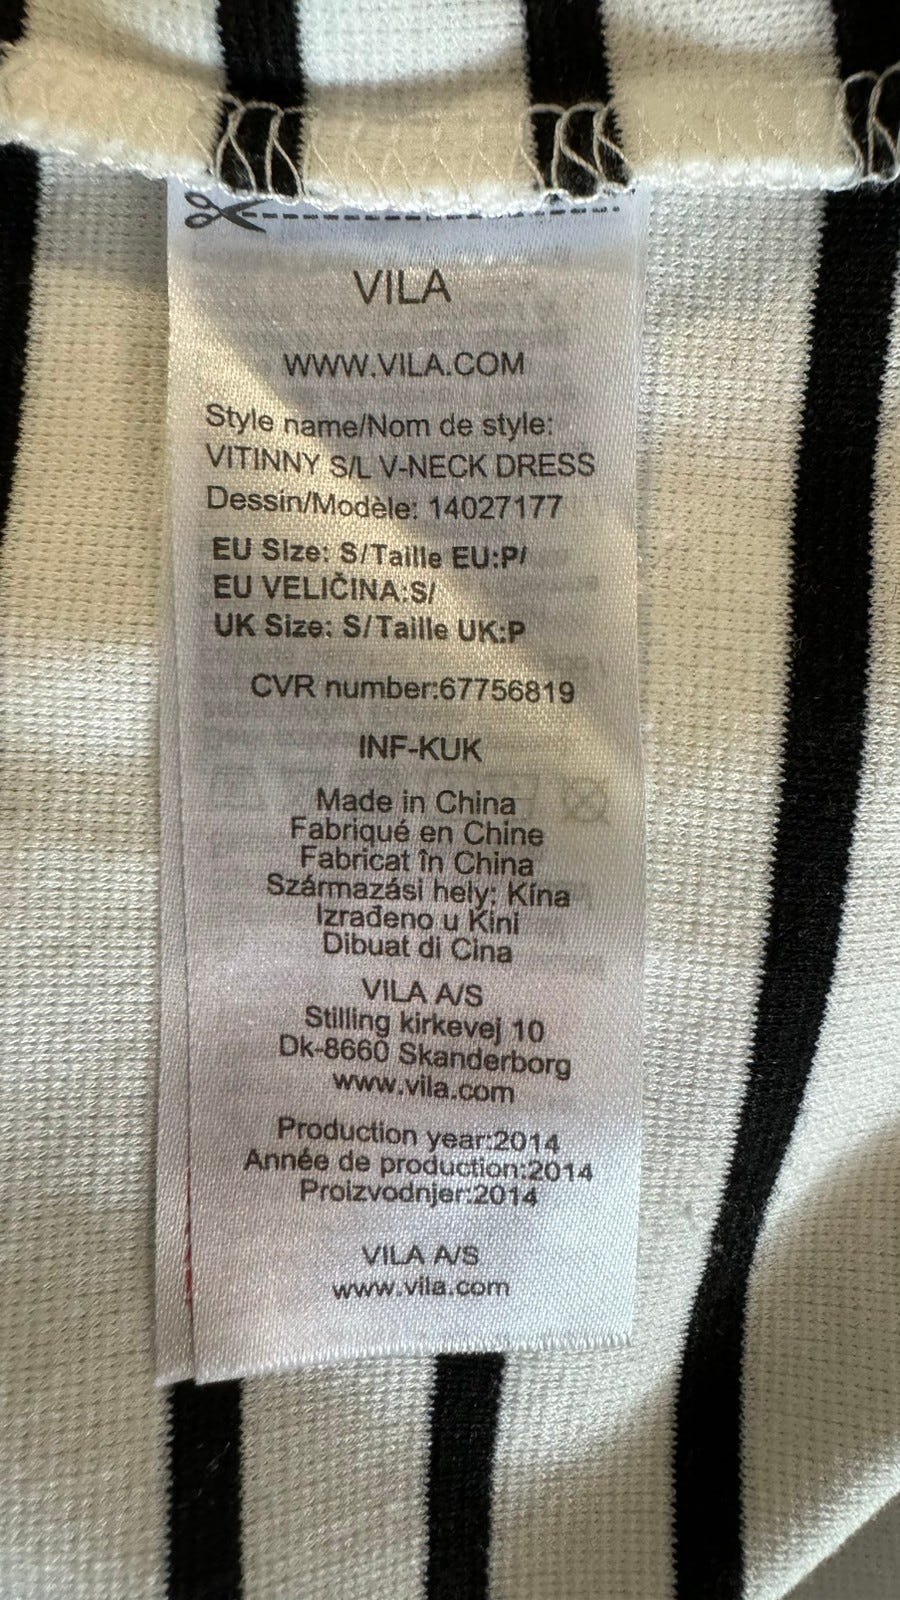 VILA
WWW.VILA.COM
Style name/Nom de style:
VITINNY S/L V-NECK DRESS
Dessin/Modèle: 14027177
EU Size: S/Taille EU:P/
EU VELIČINA:S/
UK Size: S/Taille UK:P
CVR number:67756819
INF-KUK
Made in China
Fabriqué en Chine
Fabricat în China
Származási hely: Kína
Izrađeno u Kini
Dibuat di Cina
VILA A/S
Stilling kirkevej 10
Dk-8660 Skanderborg
www.vila.com
Production year:2014
Année de production:2014
Proizvodnjer:2014
VILA A/S
www.vila.com